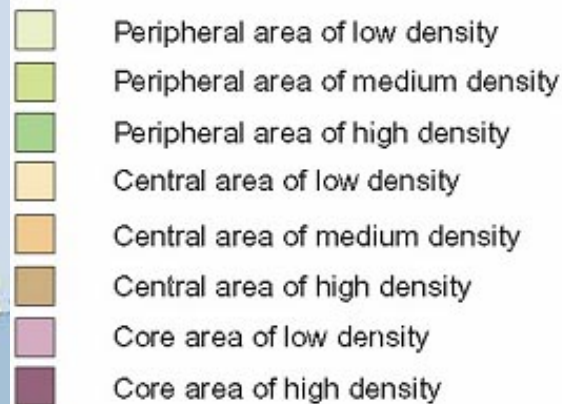 Peripheral area of low density
Peripheral area of medium density
Peripheral area of high density
Central area of low density
Central area of medium density
Central area of high density
Core area of low density
Core area of high density